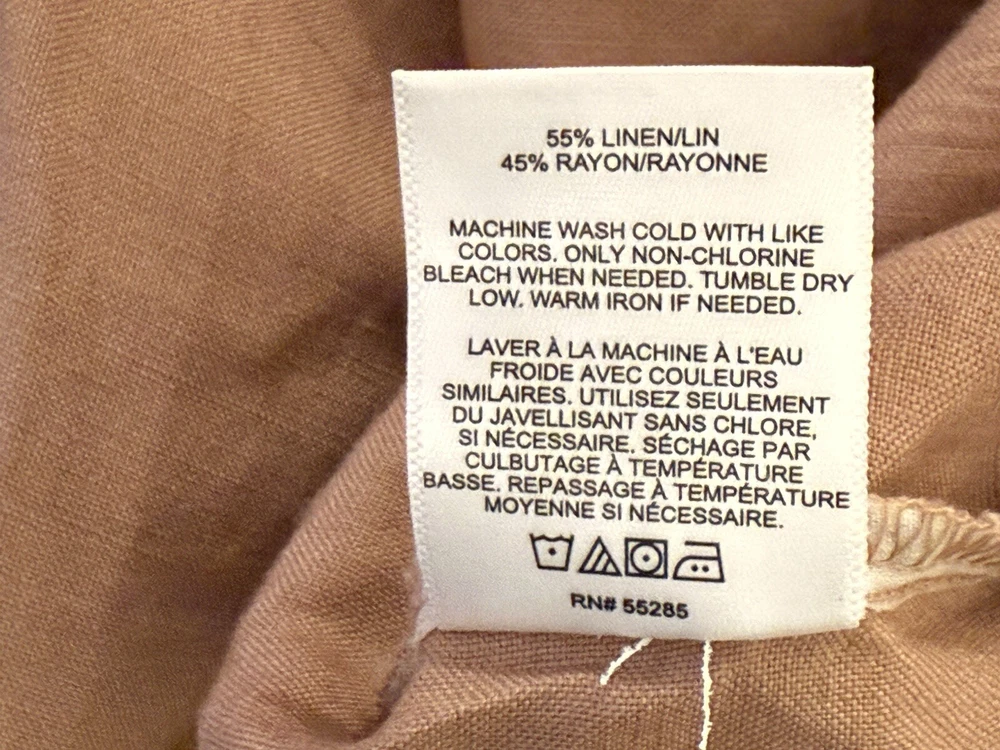 55% LINEN/LIN
45% RAYON/RAYONNE
MACHINE WASH COLD WITH LIKE
COLORS. ONLY NON-CHLORINE
BLEACH WHEN NEEDED. TUMBLE DRY
LOW. WARM IRON IF NEEDED.
LAVER À LA MACHINE À L'EAU
FROIDE AVEC COULEURS
SIMILAIRES. UTILISEZ SEULEMENT
DU JAVELLISANT SANS CHLORE,
SI NÉCESSAIRE. SÉCHAGE PAR
CULBUTAGE À TEMPÉRATURE
BASSE. REPASSAGE À TEMPÉRATURE
MOYENNE SI NÉCESSAIRE.
RN# 55285